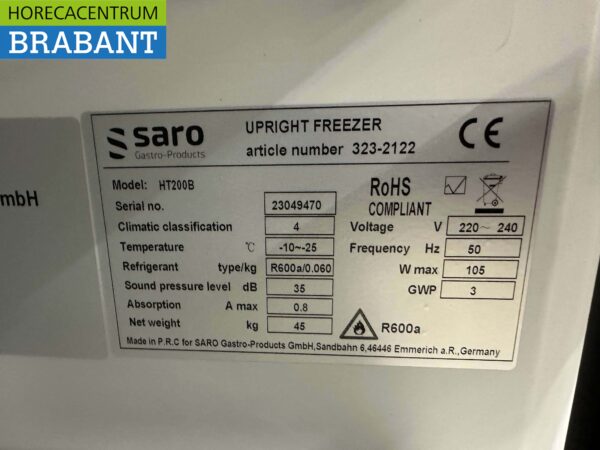 HORECACENTRUM
BRABANT
mbH
saro
Gastro-Products
UPRIGHT FREEZER
article number 323-2122
CE
Model: HT200B
RoHS
COMPLIANT
Serial no. 23049470
Climatic classification 4
Temperature °C -10~-25
Refrigerant type/kg R600a/0.060
Sound pressure level dB 35
Absorption A max 0.8
Net weight kg 45
Voltage V 220~ 240
Frequency Hz 50
W max 105
GWP 3
R600a
Made in P.R.C for SARO Gastro-Products GmbH,Sandbahn 6,46446 Emmerich a.R.,Germany